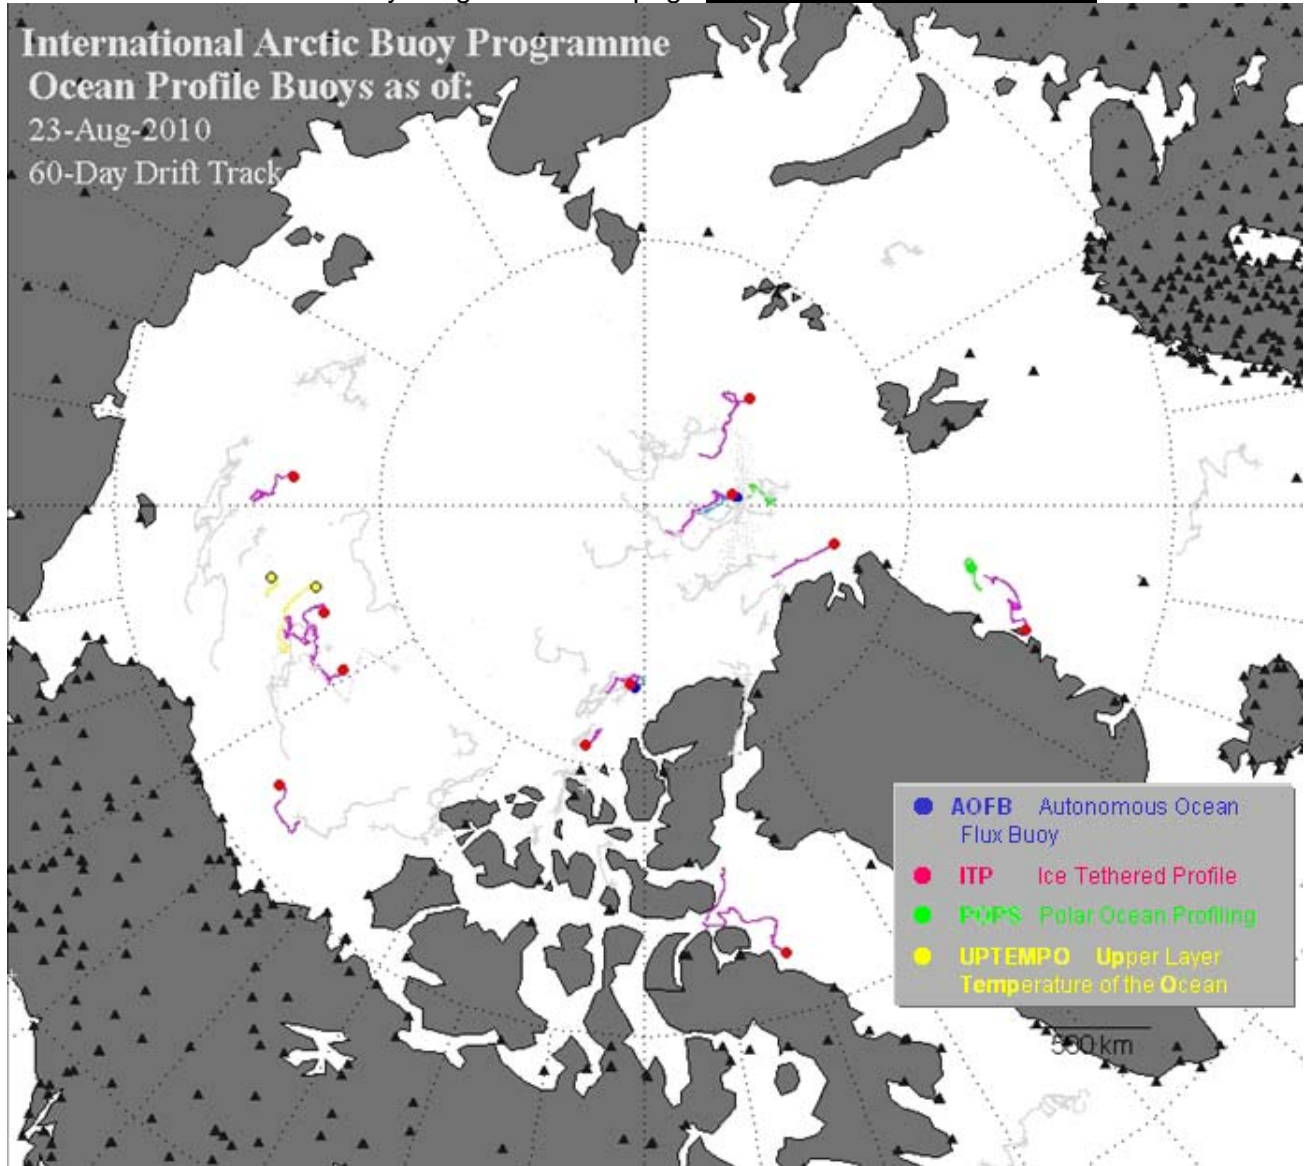 International Arctic Buoy Programme
Ocean Profile Buoys as of:
23-Aug-2010
60-Day Drift Track
AOFB Autonomous Ocean
Flux Buoy
ITP Ice Tethered Profile
POPS Polar Ocean Profiling
UPTEMPO Upper Layer
Temperature of the Ocean
500 km